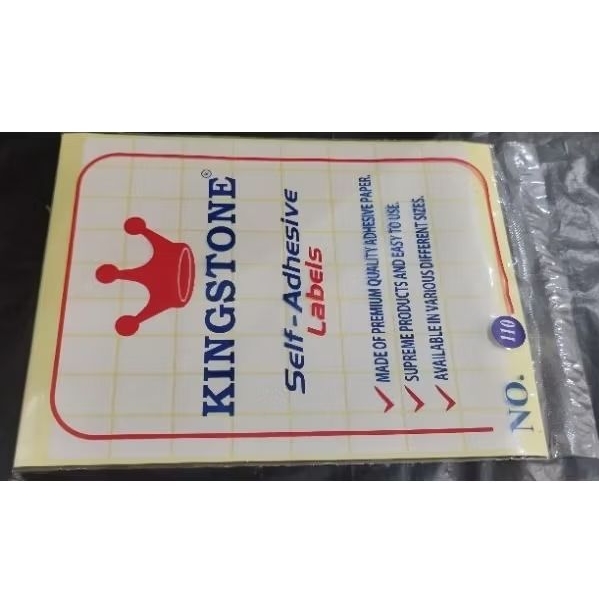 KINGSTONE®
Self-Adhesive
Labels
MADE OF PREMIUM QUALITY ADHESIVE PAPER.
SUPREME PRODUCTS AND EASY TO USE.
AVAILABLE IN VARIOUS DIFFERENT SIZES.
NO. 110